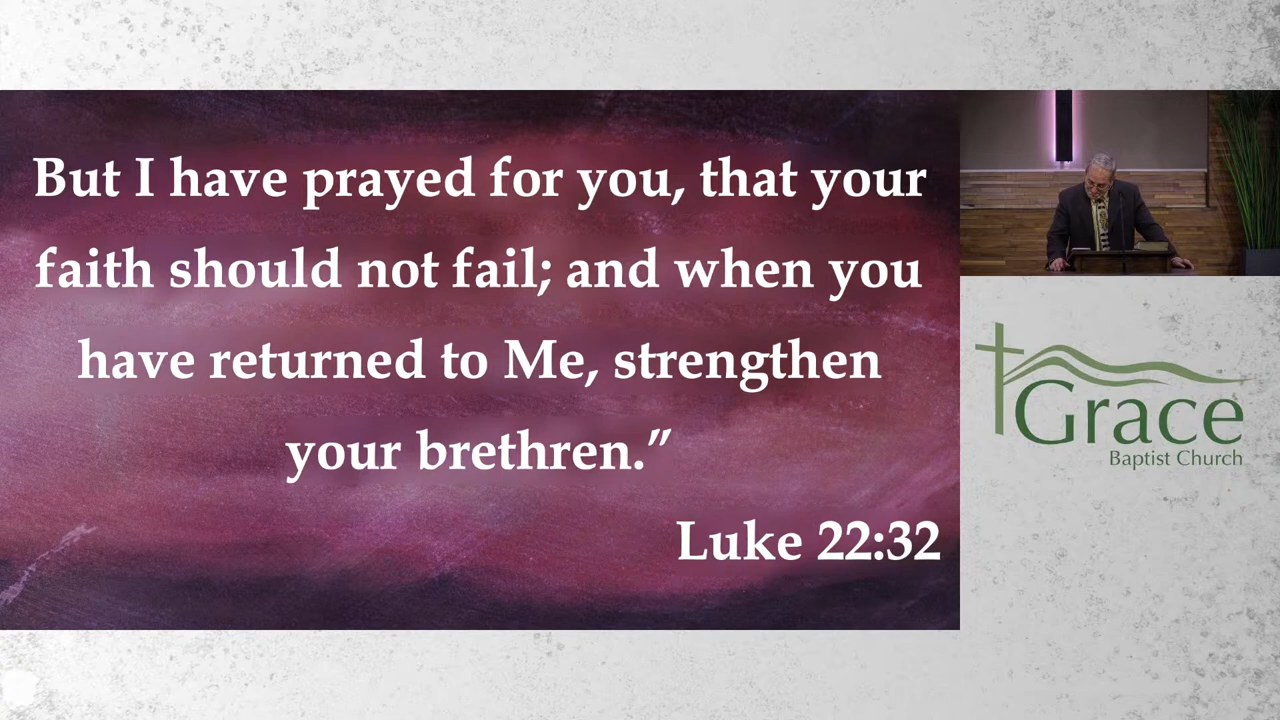 But I have prayed for you, that your
faith should not fail; and when you
have returned to Me, strengthen
your brethren.”
Luke 22:32
Grace
Baptist Church